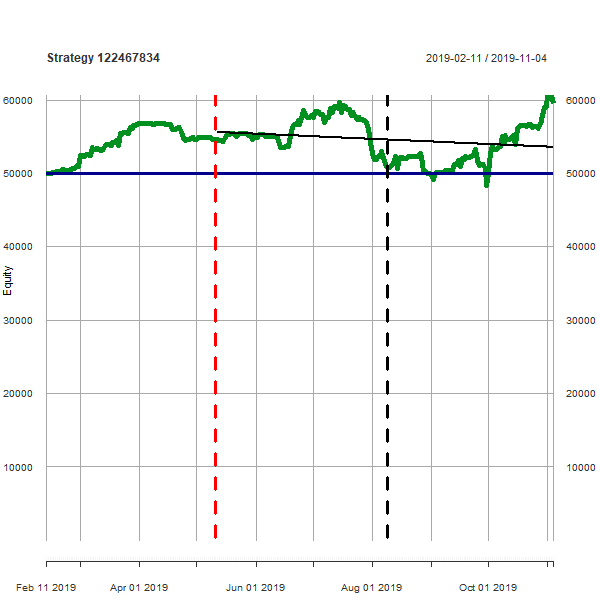 Strategy 122467834
2019-02-11 / 2019-11-04
60000
60000
50000
50000
40000
40000
Equity
30000
30000
20000
20000
10000
10000
Feb 11 2019
Apr 01 2019
Jun 01 2019
Aug 01 2019
Oct 01 2019